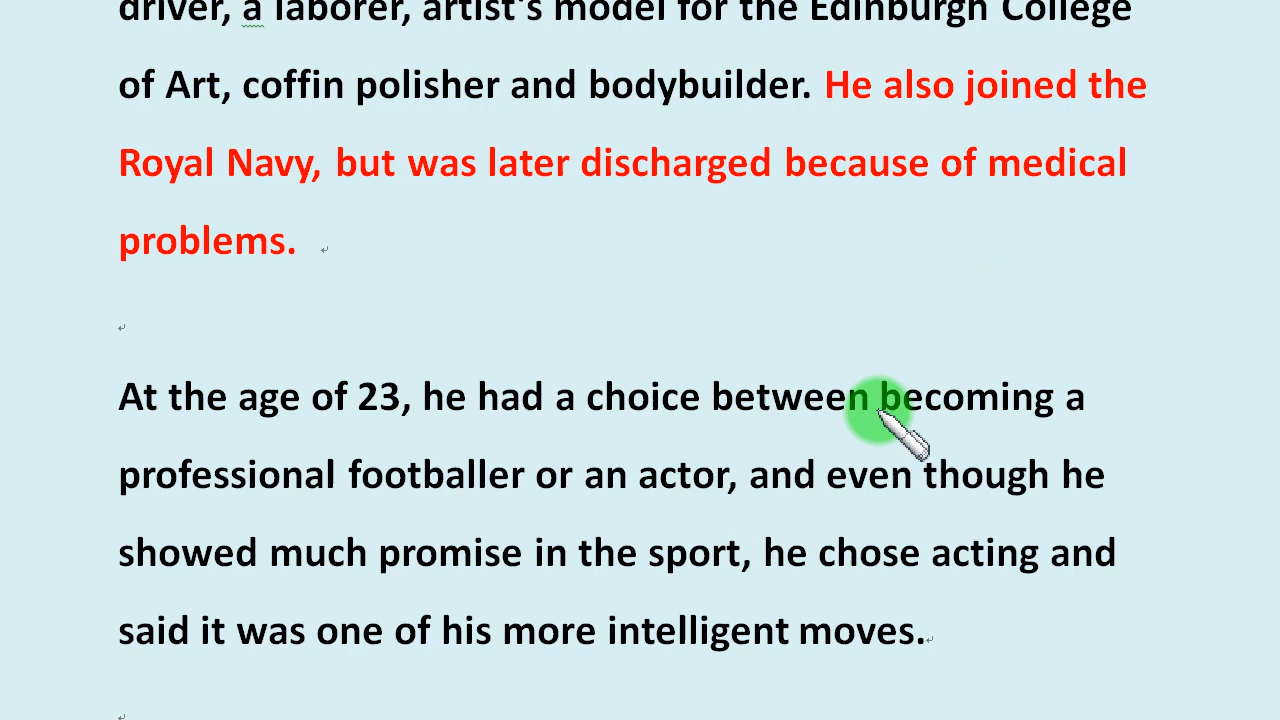 driver, a laborer, artist's model for the Edinburgh College
of Art, coffin polisher and bodybuilder. He also joined the
Royal Navy, but was later discharged because of medical
problems.
At the age of 23, he had a choice between becoming a
professional footballer or an actor, and even though he
showed much promise in the sport, he chose acting and
said it was one of his more intelligent moves.